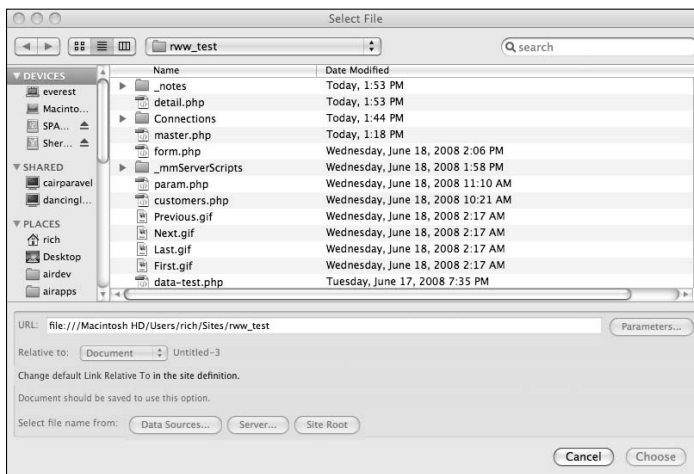 Select File
rww_test
search
Name Date Modified
DEVICES
everest
Macinto...
SPA...
Sher...
SHARED
cairparavel
dancingl...
PLACES
rich
Desktop
airdev
airapps
_notes Today, 1:53 PM
detail.php Today, 1:53 PM
Connections Today, 1:44 PM
master.php Today, 1:18 PM
form.php Wednesday, June 18, 2008 2:06 PM
_mmServerScripts Wednesday, June 18, 2008 1:58 PM
param.php Wednesday, June 18, 2008 11:10 AM
customers.php Wednesday, June 18, 2008 10:21 AM
Previous.gif Wednesday, June 18, 2008 2:17 AM
Next.gif Wednesday, June 18, 2008 2:17 AM
Last.gif Wednesday, June 18, 2008 2:17 AM
First.gif Wednesday, June 18, 2008 2:17 AM
data-test.php Tuesday, June 17, 2008 7:35 PM
URL: file:///Macintosh HD/Users/rich/Sites/rww_test Parameters...
Relative to: Document Untitled-3
Change default Link Relative To in the site definition.
Document should be saved to use this option.
Select file name from: Data Sources... Server... Site Root
Cancel Choose